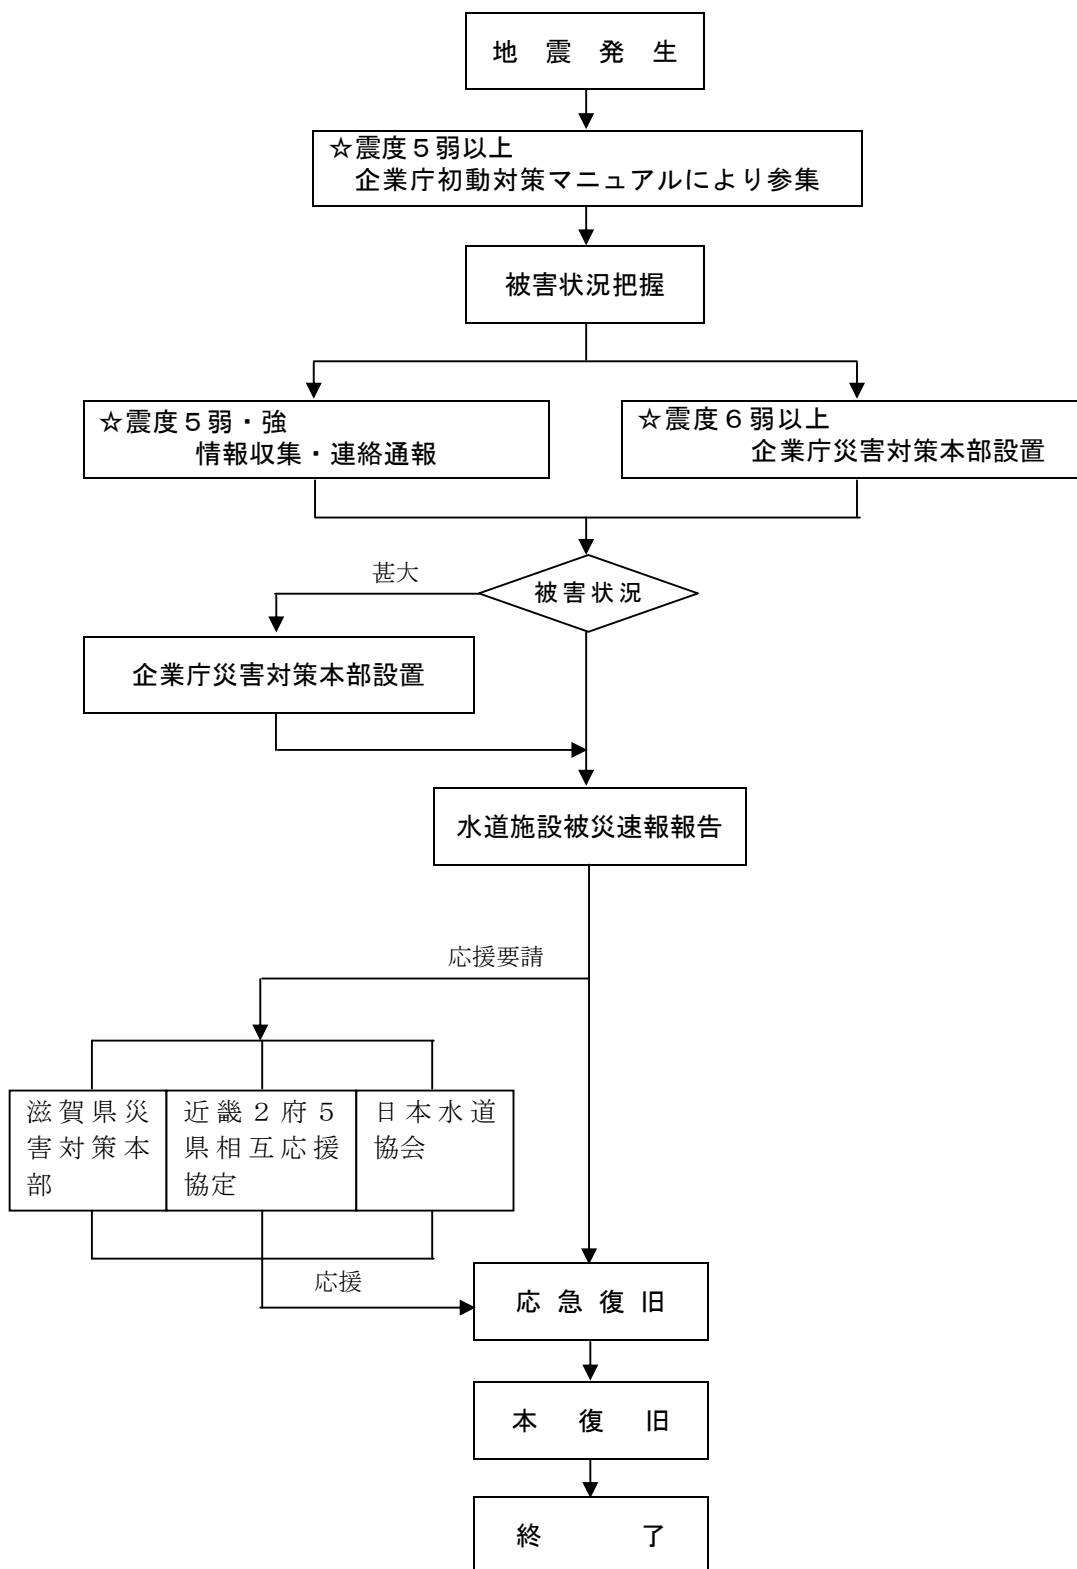 地震発生
☆震度５弱以上
企業庁初動対策マニュアルにより参集
被害状況把握
☆震度５弱・強
情報収集・連絡通報
☆震度６弱以上
企業庁災害対策本部設置
甚大
被害状況
企業庁災害対策本部設置
水道施設被災速報報告
応援要請
滋賀県災
害対策本
部
近畿２府５
県相互応援
協定
日本水道
協会
応援
応急復旧
本復旧
終了